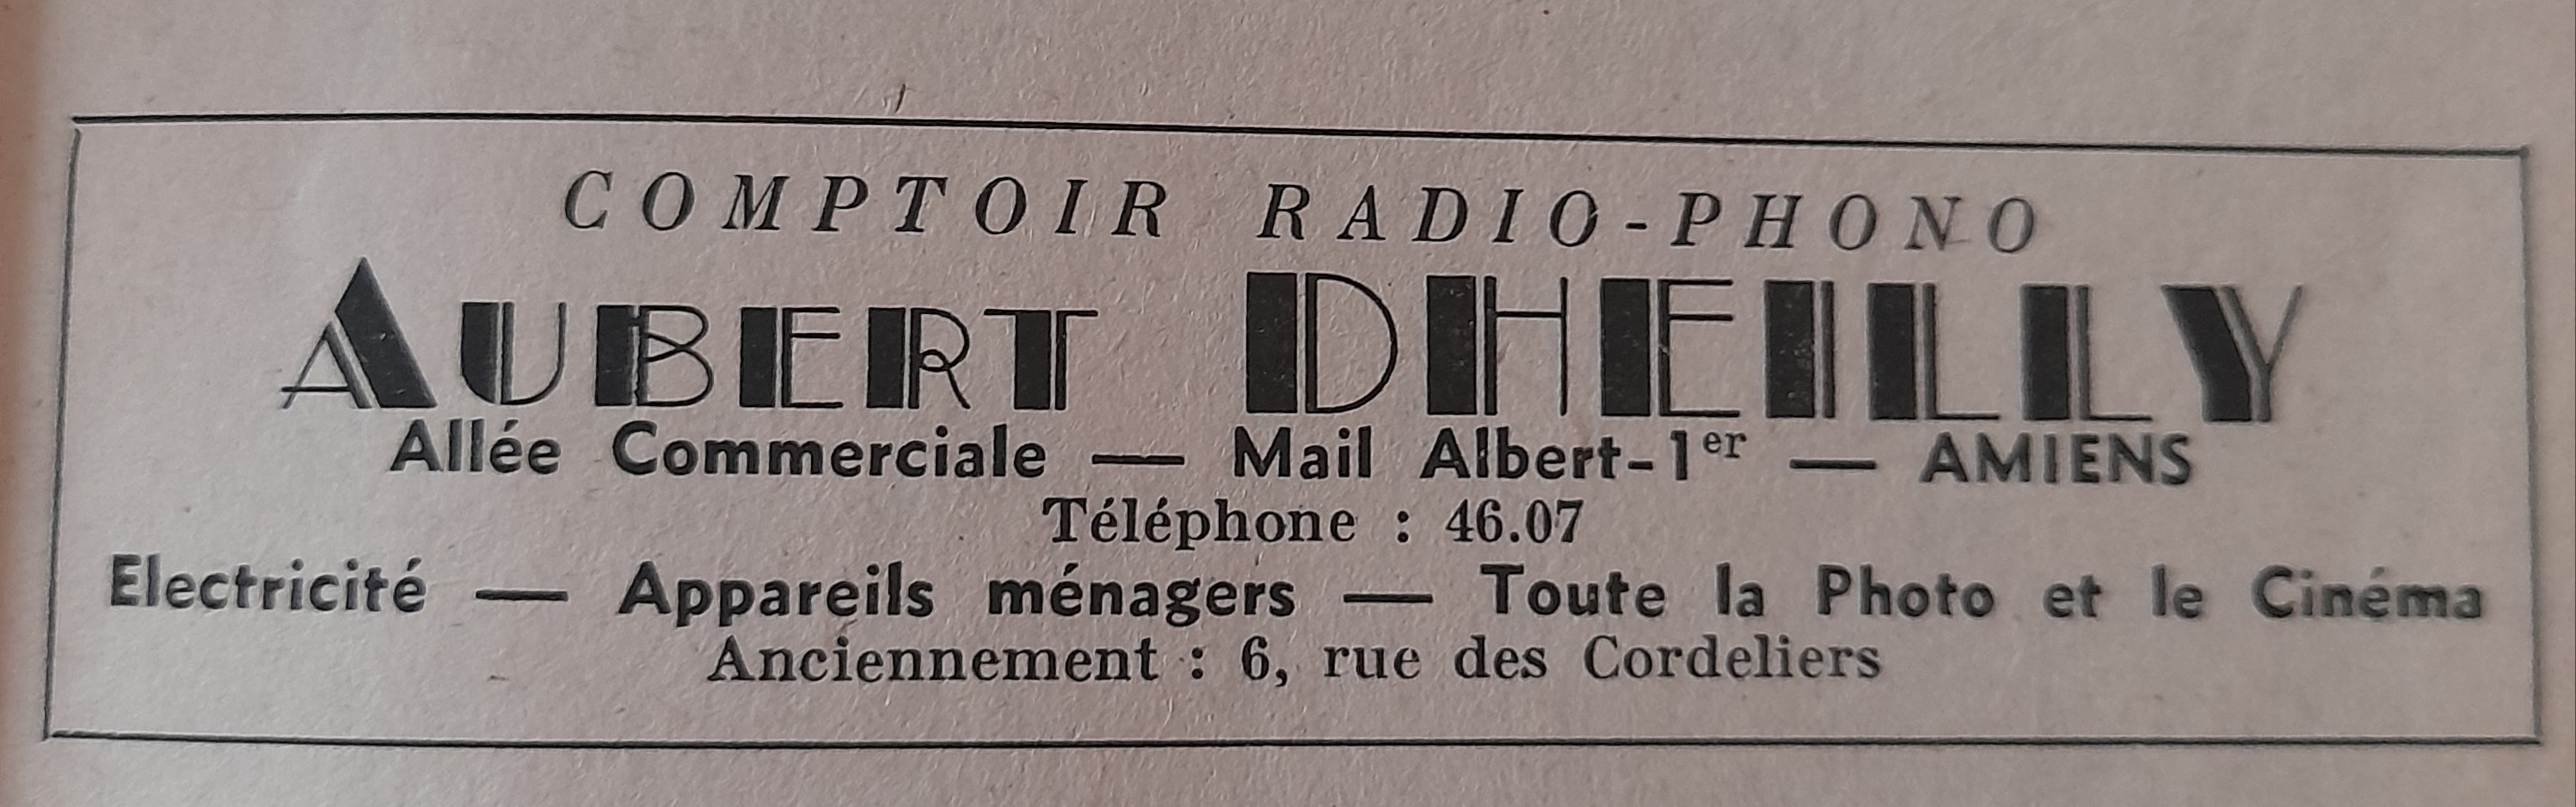 COMPTOIR RADIO-PHONO
AUBERT DHEILLY
Allée Commerciale — Mail Albert-1er — AMIENS
Téléphone : 46.07
Electricité — Appareils ménagers — Toute la Photo et le Cinéma
Anciennement : 6, rue des Cordeliers